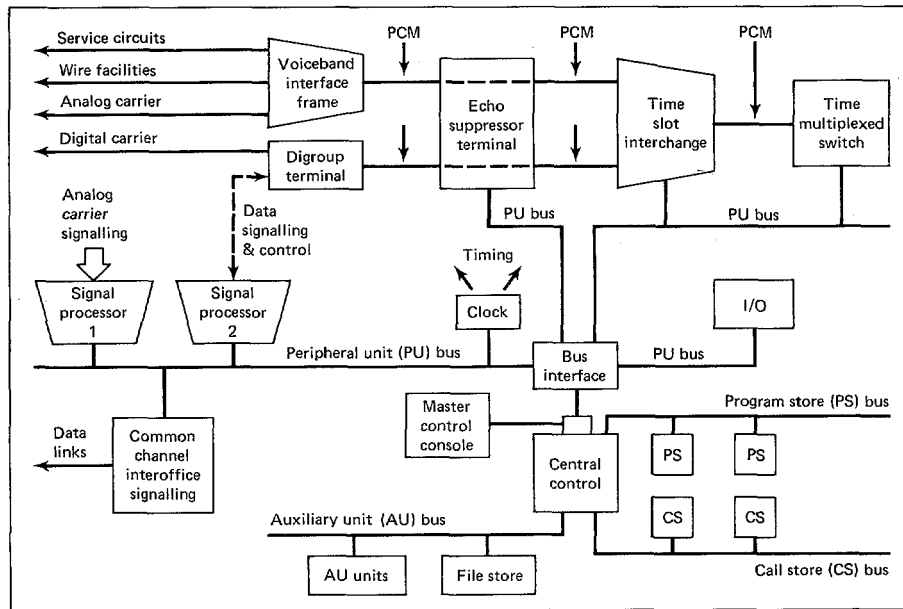 Service circuits
Wire facilities
Analog carrier
Digital carrier
Voiceband
interface
frame
PCM
PCM
PCM
Echo
suppressor
terminal
Time
slot
interchange
Time
multiplexed
switch
Digroup
terminal
Analog
carrier
signalling
Data
signalling
& control
PU bus
PU bus
Timing
Signal
processor
1
Signal
processor
2
Clock
I/O
Peripheral unit (PU) bus
Bus
interface
PU bus
Data
links
Common
channel
interoffice
signalling
Master
control
console
Central
control
Program store (PS) bus
PS
PS
CS
CS
Auxiliary unit (AU) bus
AU units
File store
Call store (CS) bus